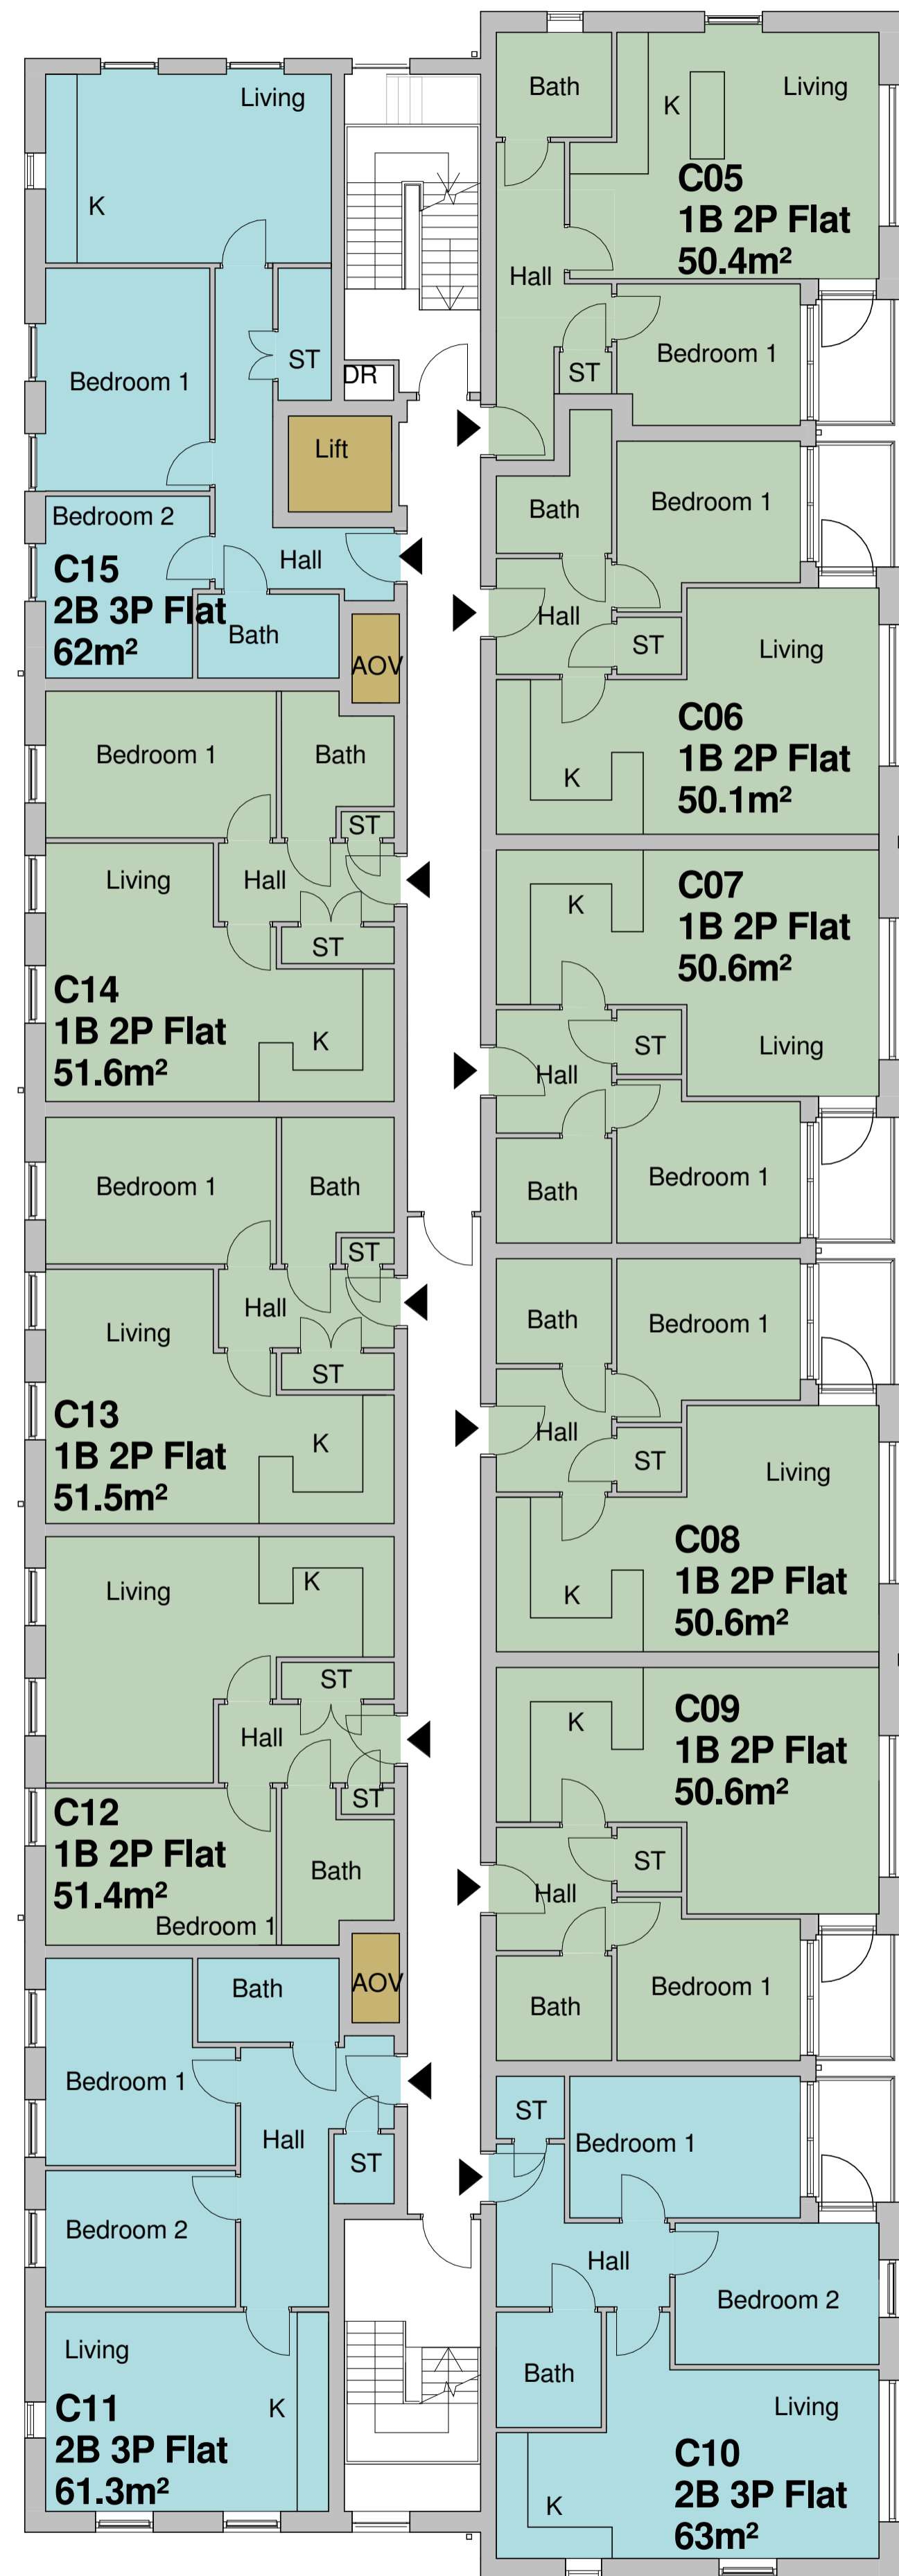 Living
K
Bedroom 1
ST
DR
Lift
Bedroom 2
C15
2B 3P Flat
62m²
Hall
Bath
AOV
Bedroom 1
Bath
ST
Living
Hall
ST
C14
1B 2P Flat
51.6m²
K
Bedroom 1
Bath
ST
Hall
Living
ST
C13
1B 2P Flat
51.5m²
K
Living
K
ST
Hall
ST
C12
1B 2P Flat
51.4m²
Bath
Bedroom 1
AOV
Bath
Bedroom 1
Hall
ST
Bedroom 2
Living
C11
2B 3P Flat
61.3m²
K
Bath
K
Living
C05
1B 2P Flat
50.4m²
Hall
Bedroom 1
ST
Bedroom 1
Bath
Hall
ST
Living
C06
1B 2P Flat
50.1m²
K
K
C07
1B 2P Flat
50.6m²
ST
Living
Hall
Bath
Bedroom 1
Bath
Bedroom 1
Hall
ST
Living
C08
1B 2P Flat
50.6m²
K
K
C09
1B 2P Flat
50.6m²
ST
Hall
Bedroom 1
Bath
ST
Bedroom 1
Hall
Bedroom 2
Bath
Living
C10
2B 3P Flat
63m²
K